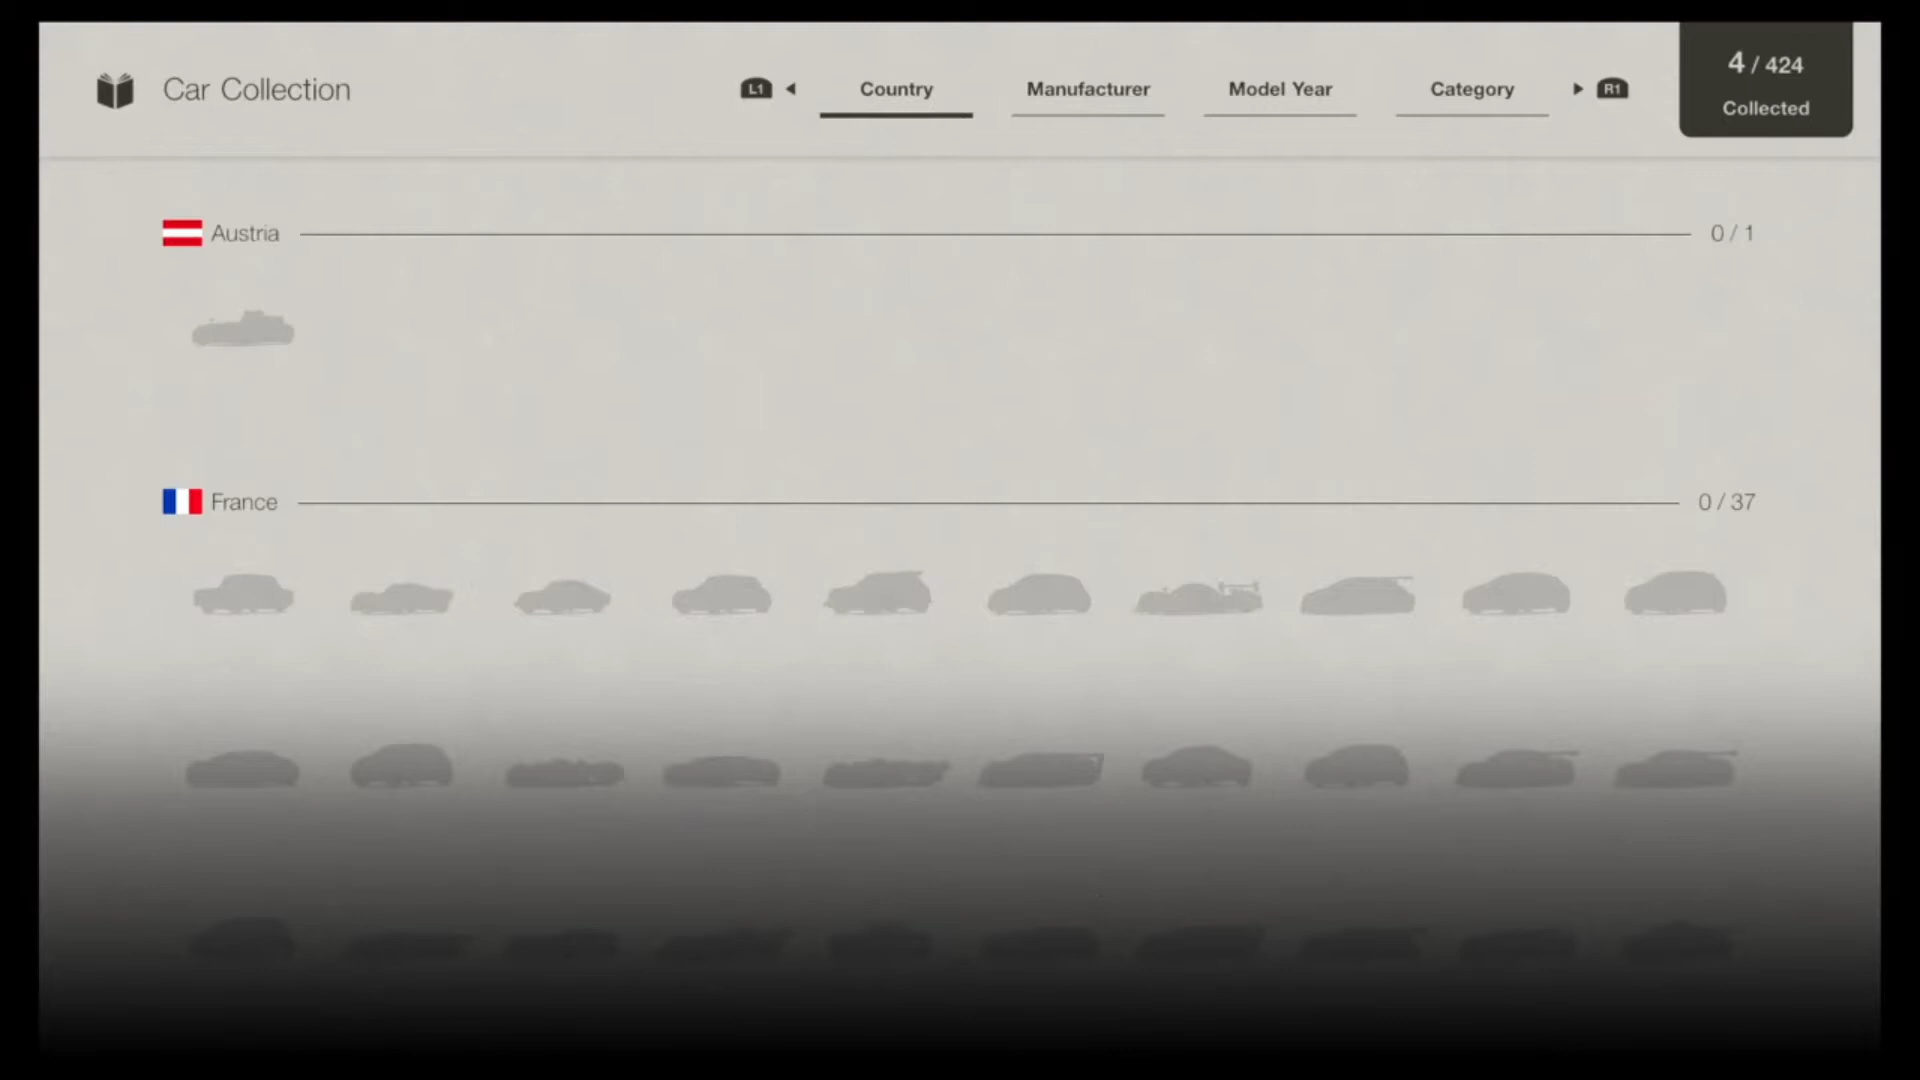 Car Collection
L1 Country Manufacturer Model Year Category R1
4 / 424
Collected
Austria 0 / 1
France 0 / 37